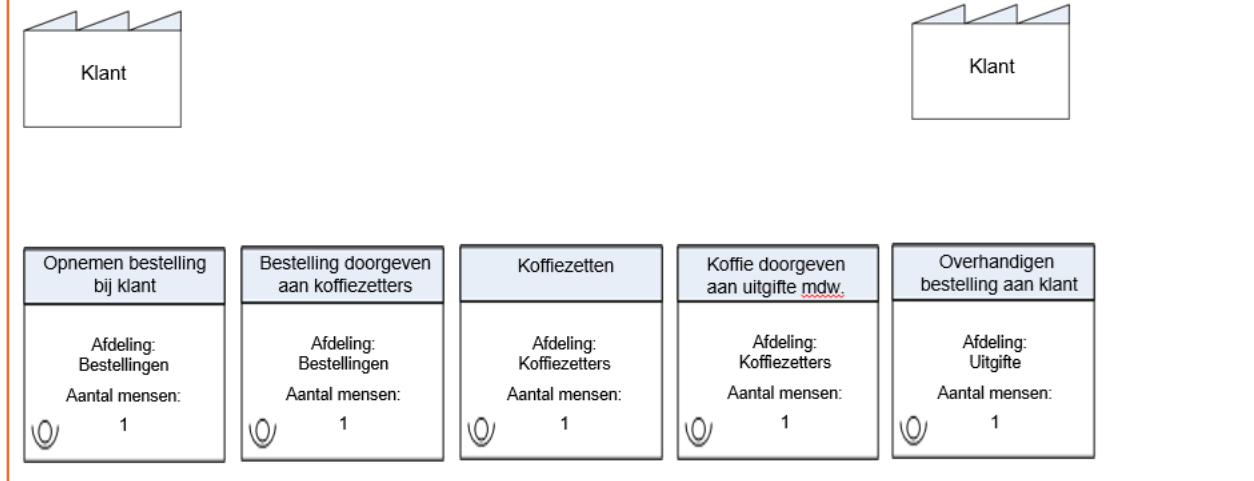 Klant
Klant
Opnemen bestelling
bij klant
Afdeling:
Bestellingen
Aantal mensen:
1
Bestelling doorgeven
aan koffiezetters
Afdeling:
Bestellingen
Aantal mensen:
1
Koffiezetten
Afdeling:
Koffiezetters
Aantal mensen:
1
Koffie doorgeven
aan uitgifte mdw.
Afdeling:
Koffiezetters
Aantal mensen:
1
Overhandigen
bestelling aan klant
Afdeling:
Uitgifte
Aantal mensen:
1